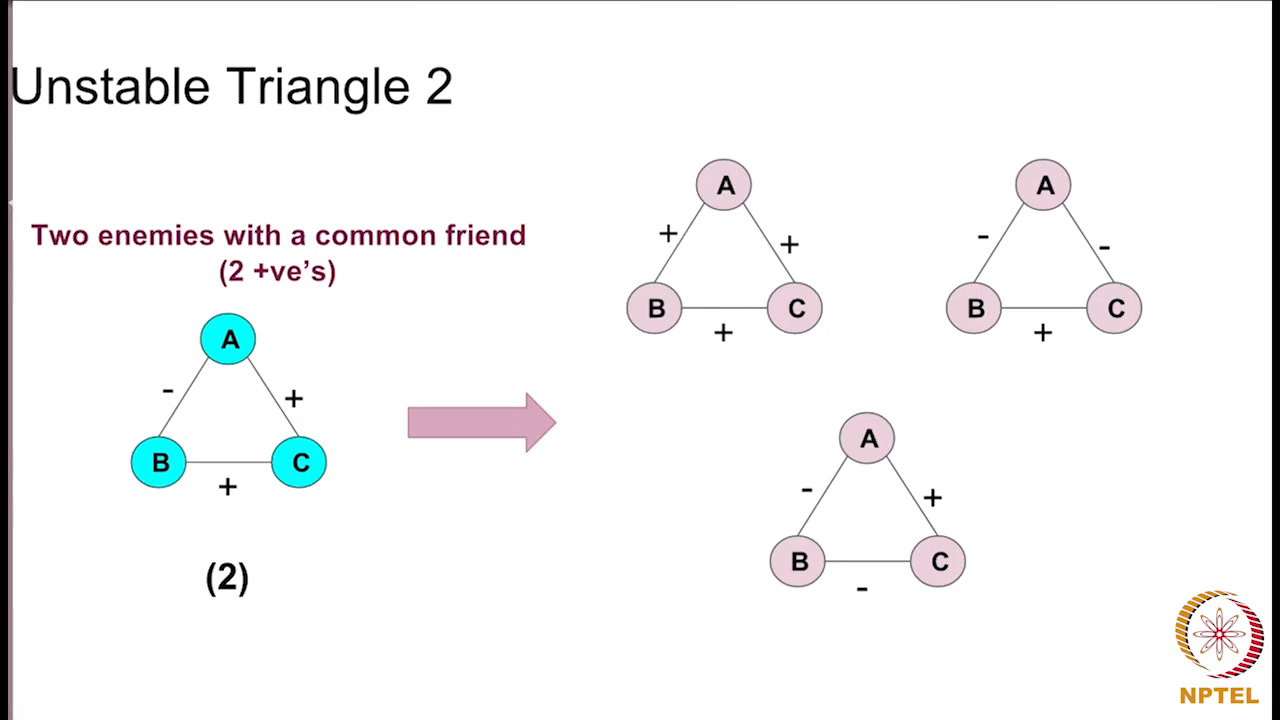 Unstable Triangle 2
Two enemies with a common friend
(2 +ve's)
A
- +
B C
+
(2)
A
+ +
B C
+
A
- -
B C
+
A
- +
B C
-
NPTEL